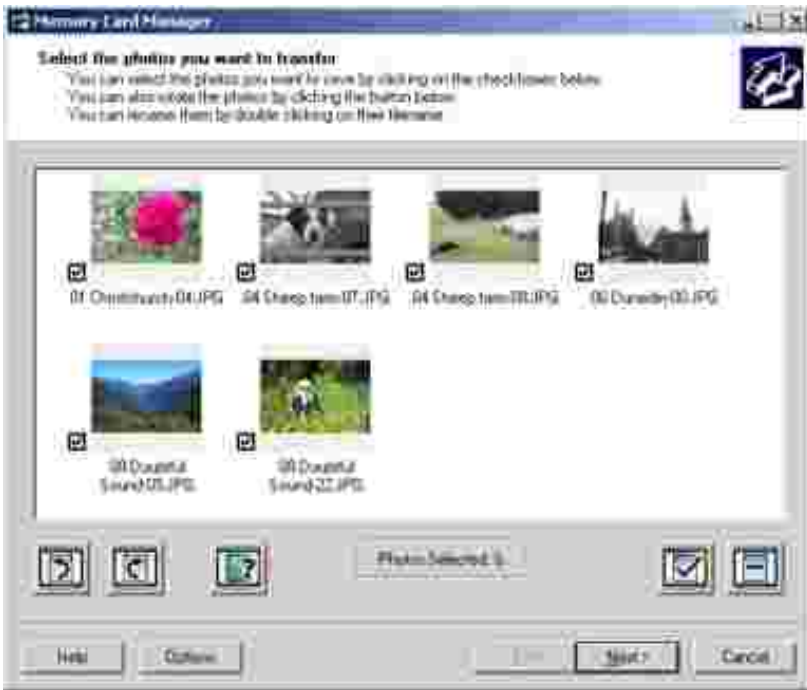 Memory Card Manager
Select the photos you want to transfer
You can select the photos you want to save by clicking on the checkboxes below.
You can also rotate the photos by clicking the button below
You can rename them by double clicking on their filename
01 Christchurch-04.JPG
04 Sheep farm-07.JPG
04 Sheep farm-08.JPG
06 Dunedin-00.JPG
08 Doubtful
Sound-05.JPG
08 Doubtful
Sound-22.JPG
Photos Selected:
Help
Options
Next >
Cancel